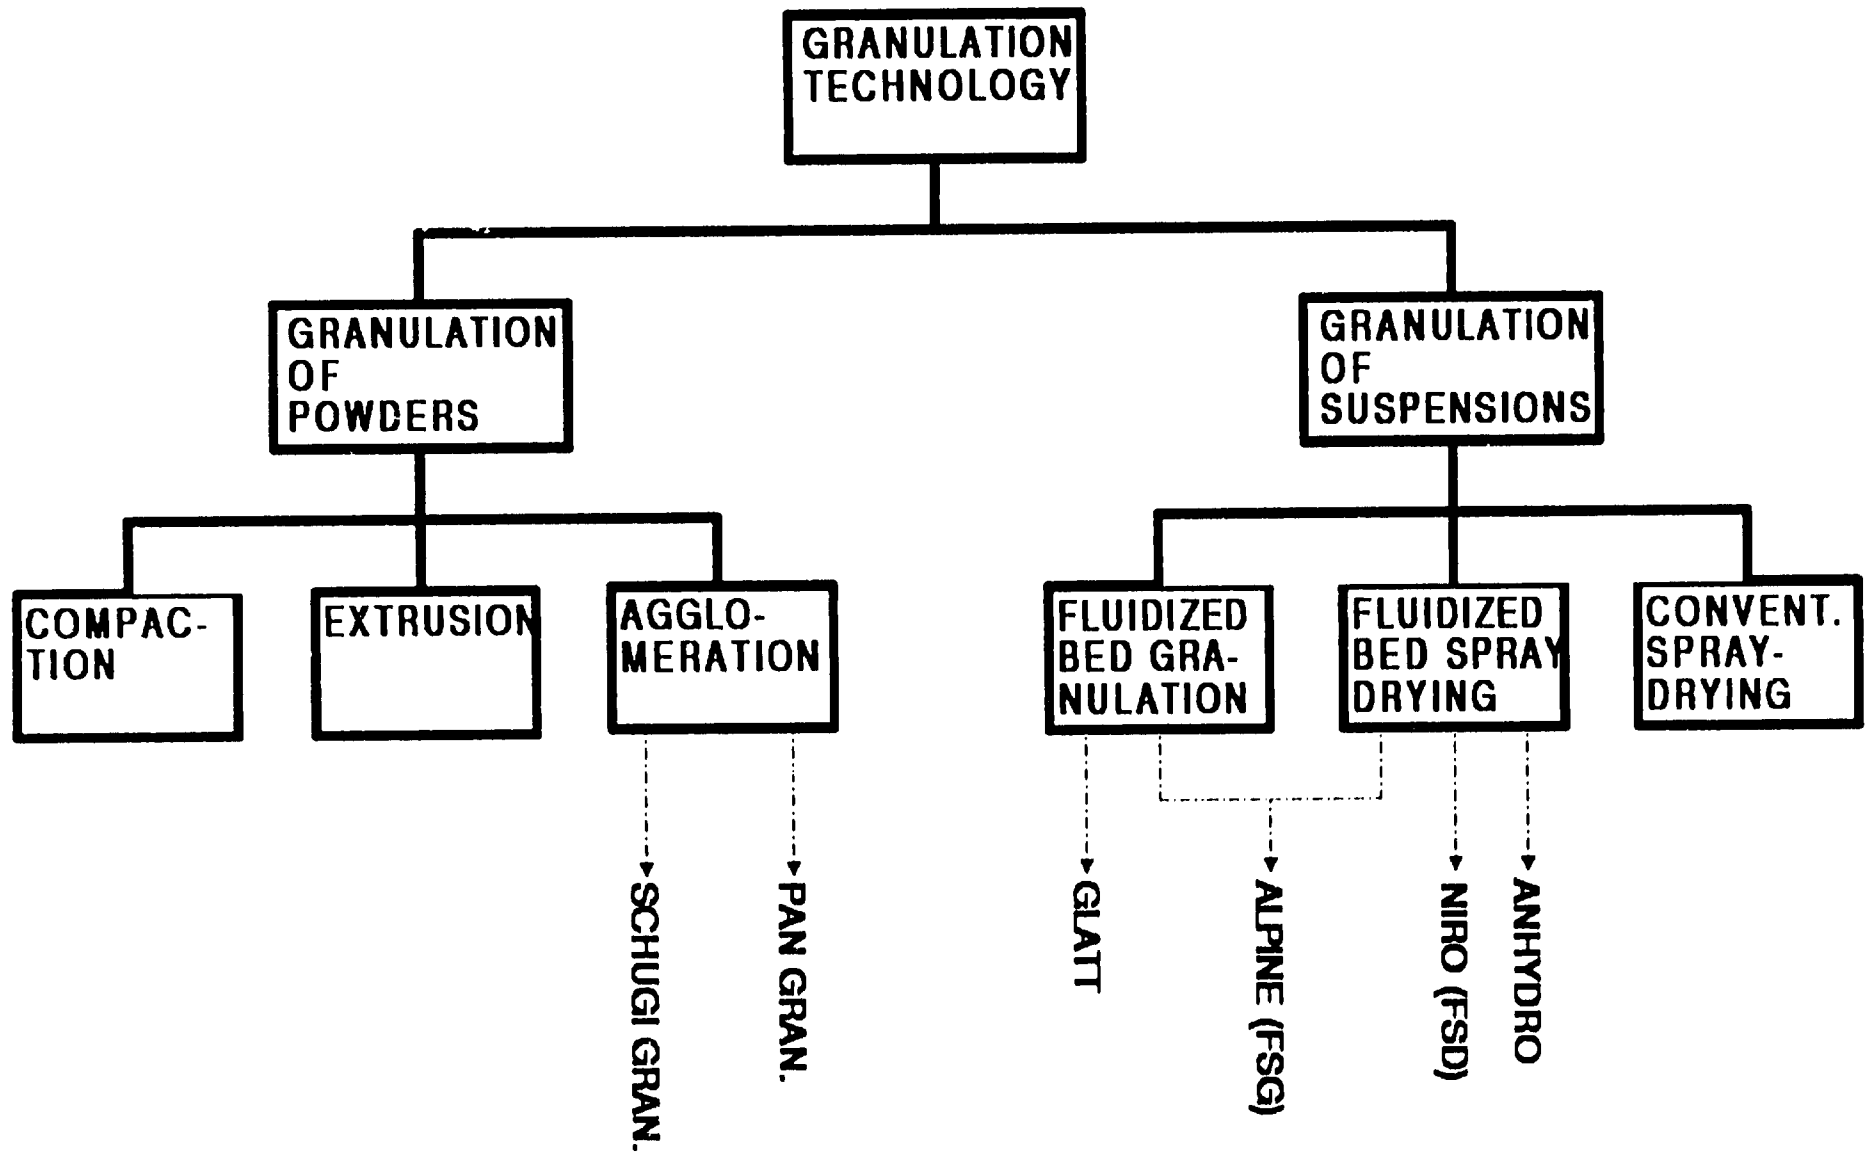 GRANULATION
TECHNOLOGY
GRANULATION
OF
POWDERS
GRANULATION
OF
SUSPENSIONS
COMPAC-
TION
EXTRUSION
AGGLO-
MERATION
FLUIDIZED
BED GRA-
NULATION
FLUIDIZED
BED SPRAY
DRYING
CONVENT.
SPRAY-
DRYING
SCHUGI GRAN.
PAN GRAN.
GLATT
ALPINE (FSG)
NIRO (FSD)
ANHYDRO